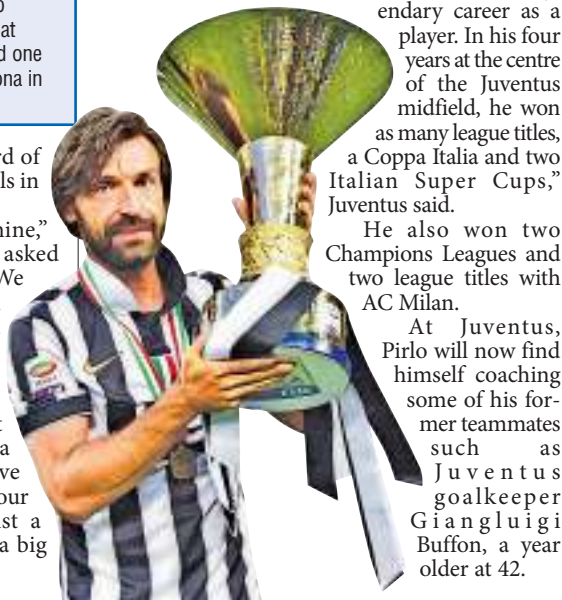 at
d one
ona in
rd of
ls in
nine,"
asked
We
a
ve
our
st a
a big
endary career as a
player. In his four
years at the centre
of the Juventus
midfield, he won
as many league titles,
a Coppa Italia and two
Italian Super Cups,"
Juventus said.
He also won two
Champions Leagues and
two league titles with
AC Milan.
At Juventus,
Pirlo will now find
himself coaching
some of his for-
mer teammates
such as
Juventus
goalkeeper
Giangluigi
Buffon, a year
older at 42.